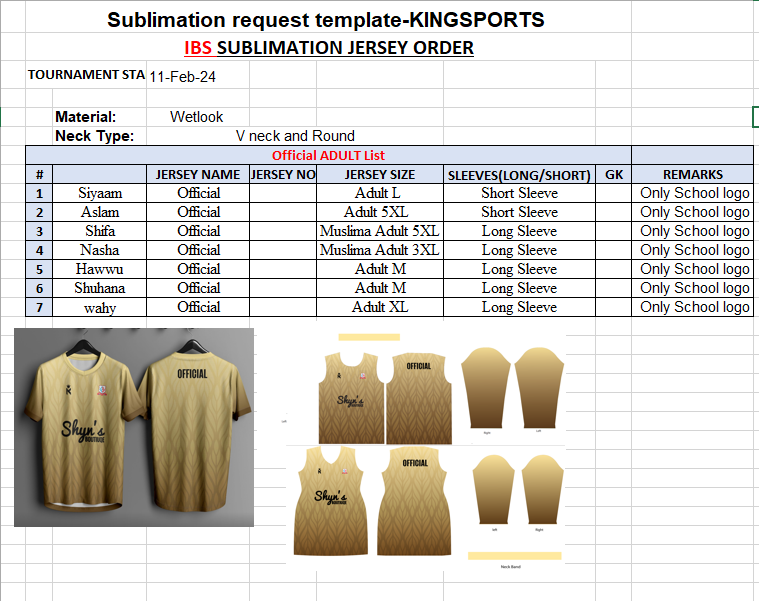 Sublimation request template-KINGSPORTS
IBS SUBLIMATION JERSEY ORDER
TOURNAMENT STA 11-Feb-24
Material: Wetlook
Neck Type: V neck and Round
Official ADULT List
# JERSEY NAME JERSEY NO JERSEY SIZE SLEEVES(LONG/SHORT) GK REMARKS
1 Siyaam Official Adult L Short Sleeve Only School logo
2 Aslam Official Adult 5XL Short Sleeve Only School logo
3 Shifa Official Muslima Adult 5XL Long Sleeve Only School logo
4 Nasha Official Muslima Adult 3XL Long Sleeve Only School logo
5 Hawwu Official Adult M Long Sleeve Only School logo
6 Shuhana Official Adult M Long Sleeve Only School logo
7 wahy Official Adult XL Long Sleeve Only School logo
OFFICIAL
Shyn's
BOUTIQUE
OFFICIAL
Shyn's
BOUTIQUE
Right Left
OFFICIAL
Shyn's
BOUTIQUE
left Right
Neck Band